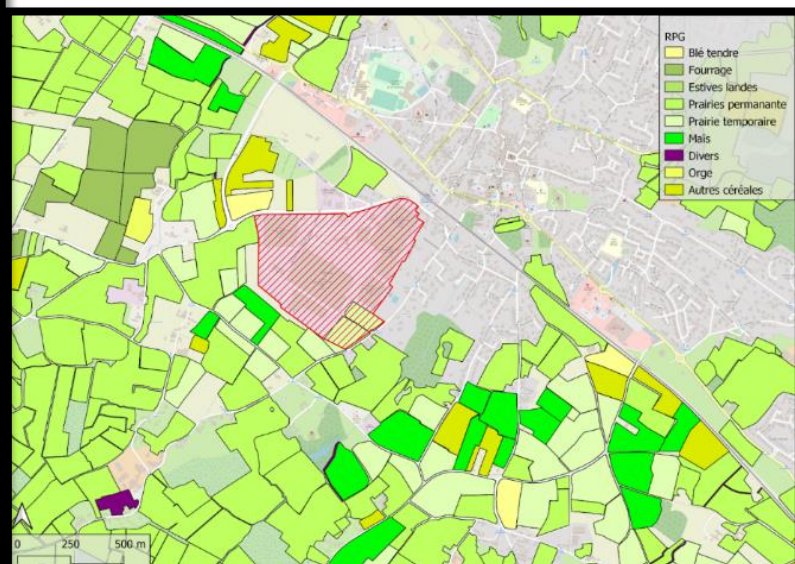 RPG
Blé tendre
Fourrage
Estives landes
Prairies permanante
Prairie temporaire
Maïs
Divers
Orge
Autres céréales
0 250 500 m